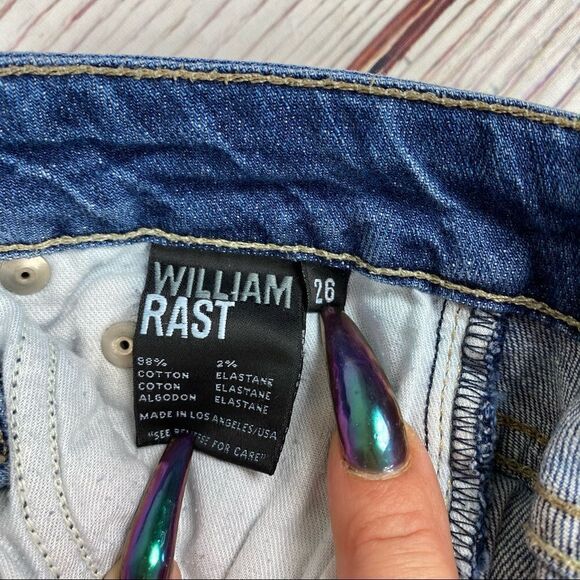 WILLIAM
RAST
26
98% 2%
COTTON ELASTANE
COTON ELASTANE
ALGODON ELASTANE
MADE IN LOS ANGELES/USA
"SEE REVERSE FOR CARE"